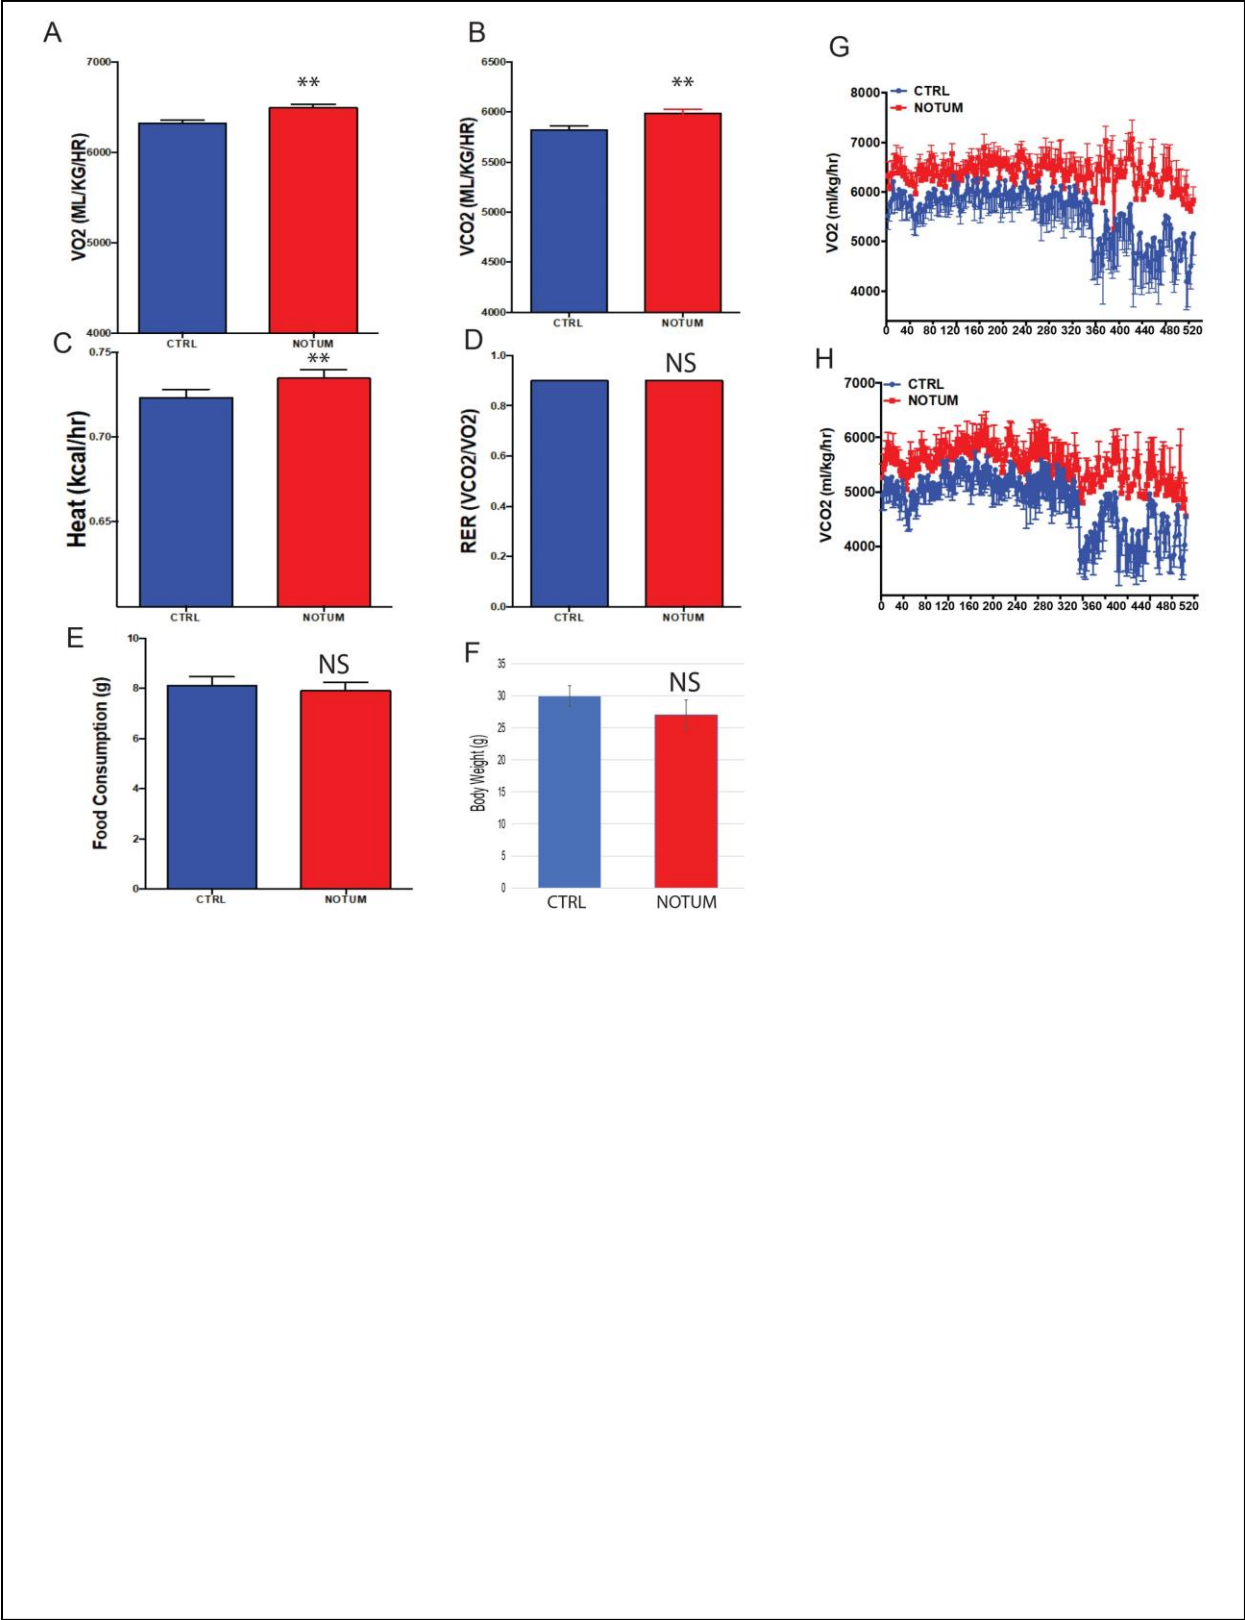 A
7000
6000
5000
4000
VO2 (ML/KG/HR)
**
CTRL
NOTUM
B
6500
6000
5500
5000
4500
4000
VCO2 (ML/KG/HR)
**
CTRL
NOTUM
G
8000
7000
6000
5000
4000
VO2 (ml/kg/hr)
CTRL
NOTUM
0 40 80 120 160 200 240 280 320 360 400 440 480 520
C
0.75
0.70
0.65
Heat (kcal/hr)
**
CTRL
NOTUM
D
1.0
0.8
0.6
0.4
0.2
0.0
RER (VCO2/VO2)
NS
CTRL
NOTUM
H
7000
6000
5000
4000
VCO2 (ml/kg/hr)
CTRL
NOTUM
0 40 80 120 160 200 240 280 320 360 400 440 480 520
E
10
8
6
4
2
0
Food Consumption (g)
NS
CTRL
NOTUM
F
35
30
25
20
15
10
5
0
Body Weight (g)
NS
CTRL
NOTUM